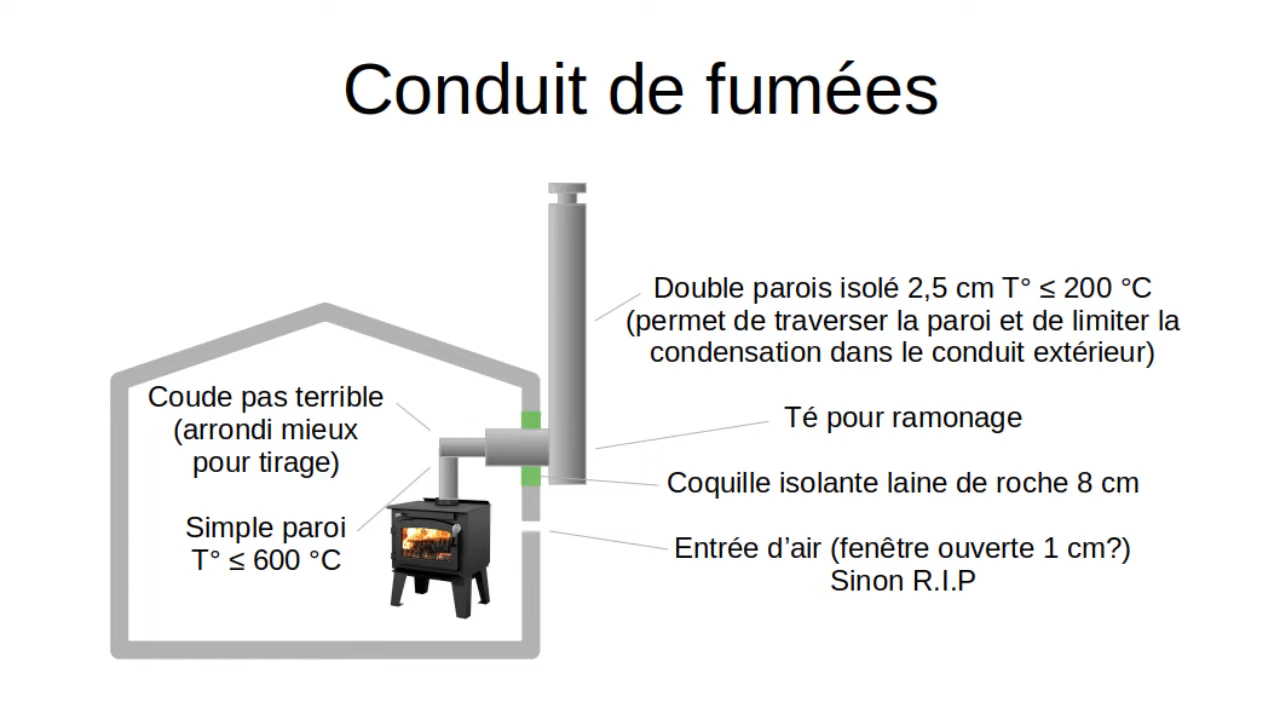 Conduit de fumées
Double parois isolé 2,5 cm T° ≤ 200 °C
(permet de traverser la paroi et de limiter la
condensation dans le conduit extérieur)
Coude pas terrible
(arrondi mieux
pour tirage)
Té pour ramonage
Coquille isolante laine de roche 8 cm
Simple paroi
T° ≤ 600 °C
Entrée d’air (fenêtre ouverte 1 cm?)
Sinon R.I.P